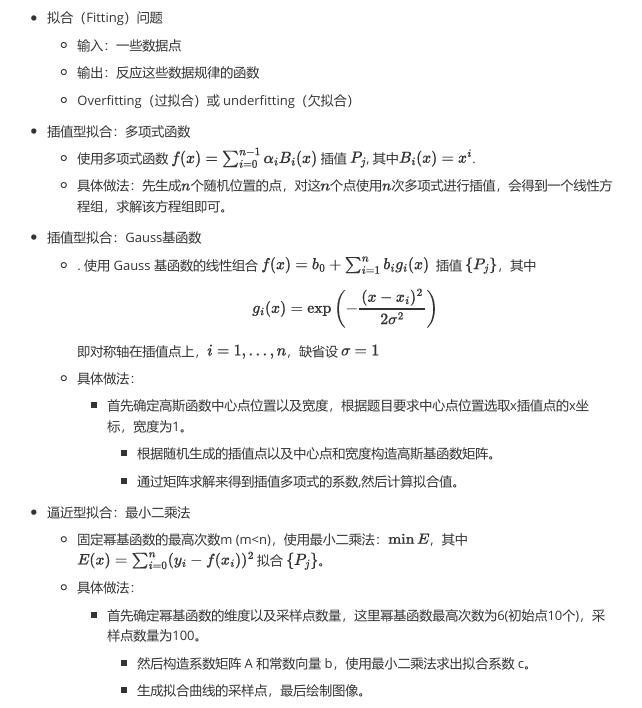 • 拟合（Fitting）问题
◦ 输入：一些数据点
◦ 输出：反应这些数据规律的函数
◦ Overfitting（过拟合）或 underfitting（欠拟合）
• 插值型拟合：多项式函数
◦ 使用多项式函数 $f(x) = \sum_{i=0}^{n-1} \alpha_i B_i(x)$ 插值 $P_j$, 其中$B_i(x) = x^i$.
◦ 具体做法：先生成$n$个随机位置的点，对这$n$个点使用$n$次多项式进行插值，会得到一个线性方
程组，求解该方程组即可。
• 插值型拟合：Gauss基函数
◦ . 使用 Gauss 基函数的线性组合 $f(x) = b_0 + \sum_{i=1}^{n} b_i g_i(x)$ 插值 $\{P_j\}$，其中
$g_i(x) = \exp\left(-\frac{(x - x_i)^2}{2\sigma^2}\right)$
即对称轴在插值点上，$i = 1, \ldots, n$，缺省设 $\sigma = 1$
◦ 具体做法：
▪ 首先确定高斯函数中心点位置以及宽度，根据题目要求中心点位置选取x插值点的x坐
标，宽度为1。
▪ 根据随机生成的插值点以及中心点和宽度构造高斯基函数矩阵。
▪ 通过矩阵求解来得到插值多项式的系数,然后计算拟合值。
• 逼近型拟合：最小二乘法
◦ 固定幂基函数的最高次数m (m<n)，使用最小二乘法：$\min E$，其中
$E(x) = \sum_{i=0}^{n} (y_i - f(x_i))^2$ 拟合 $\{P_j\}$。
◦ 具体做法：
▪ 首先确定幂基函数的维度以及采样点数量，这里幂基函数最高次数为6(初始点10个)，采
样点数量为100。
▪ 然后构造系数矩阵 A 和常数向量 b，使用最小二乘法求出拟合系数 c。
▪ 生成拟合曲线的采样点，最后绘制图像。